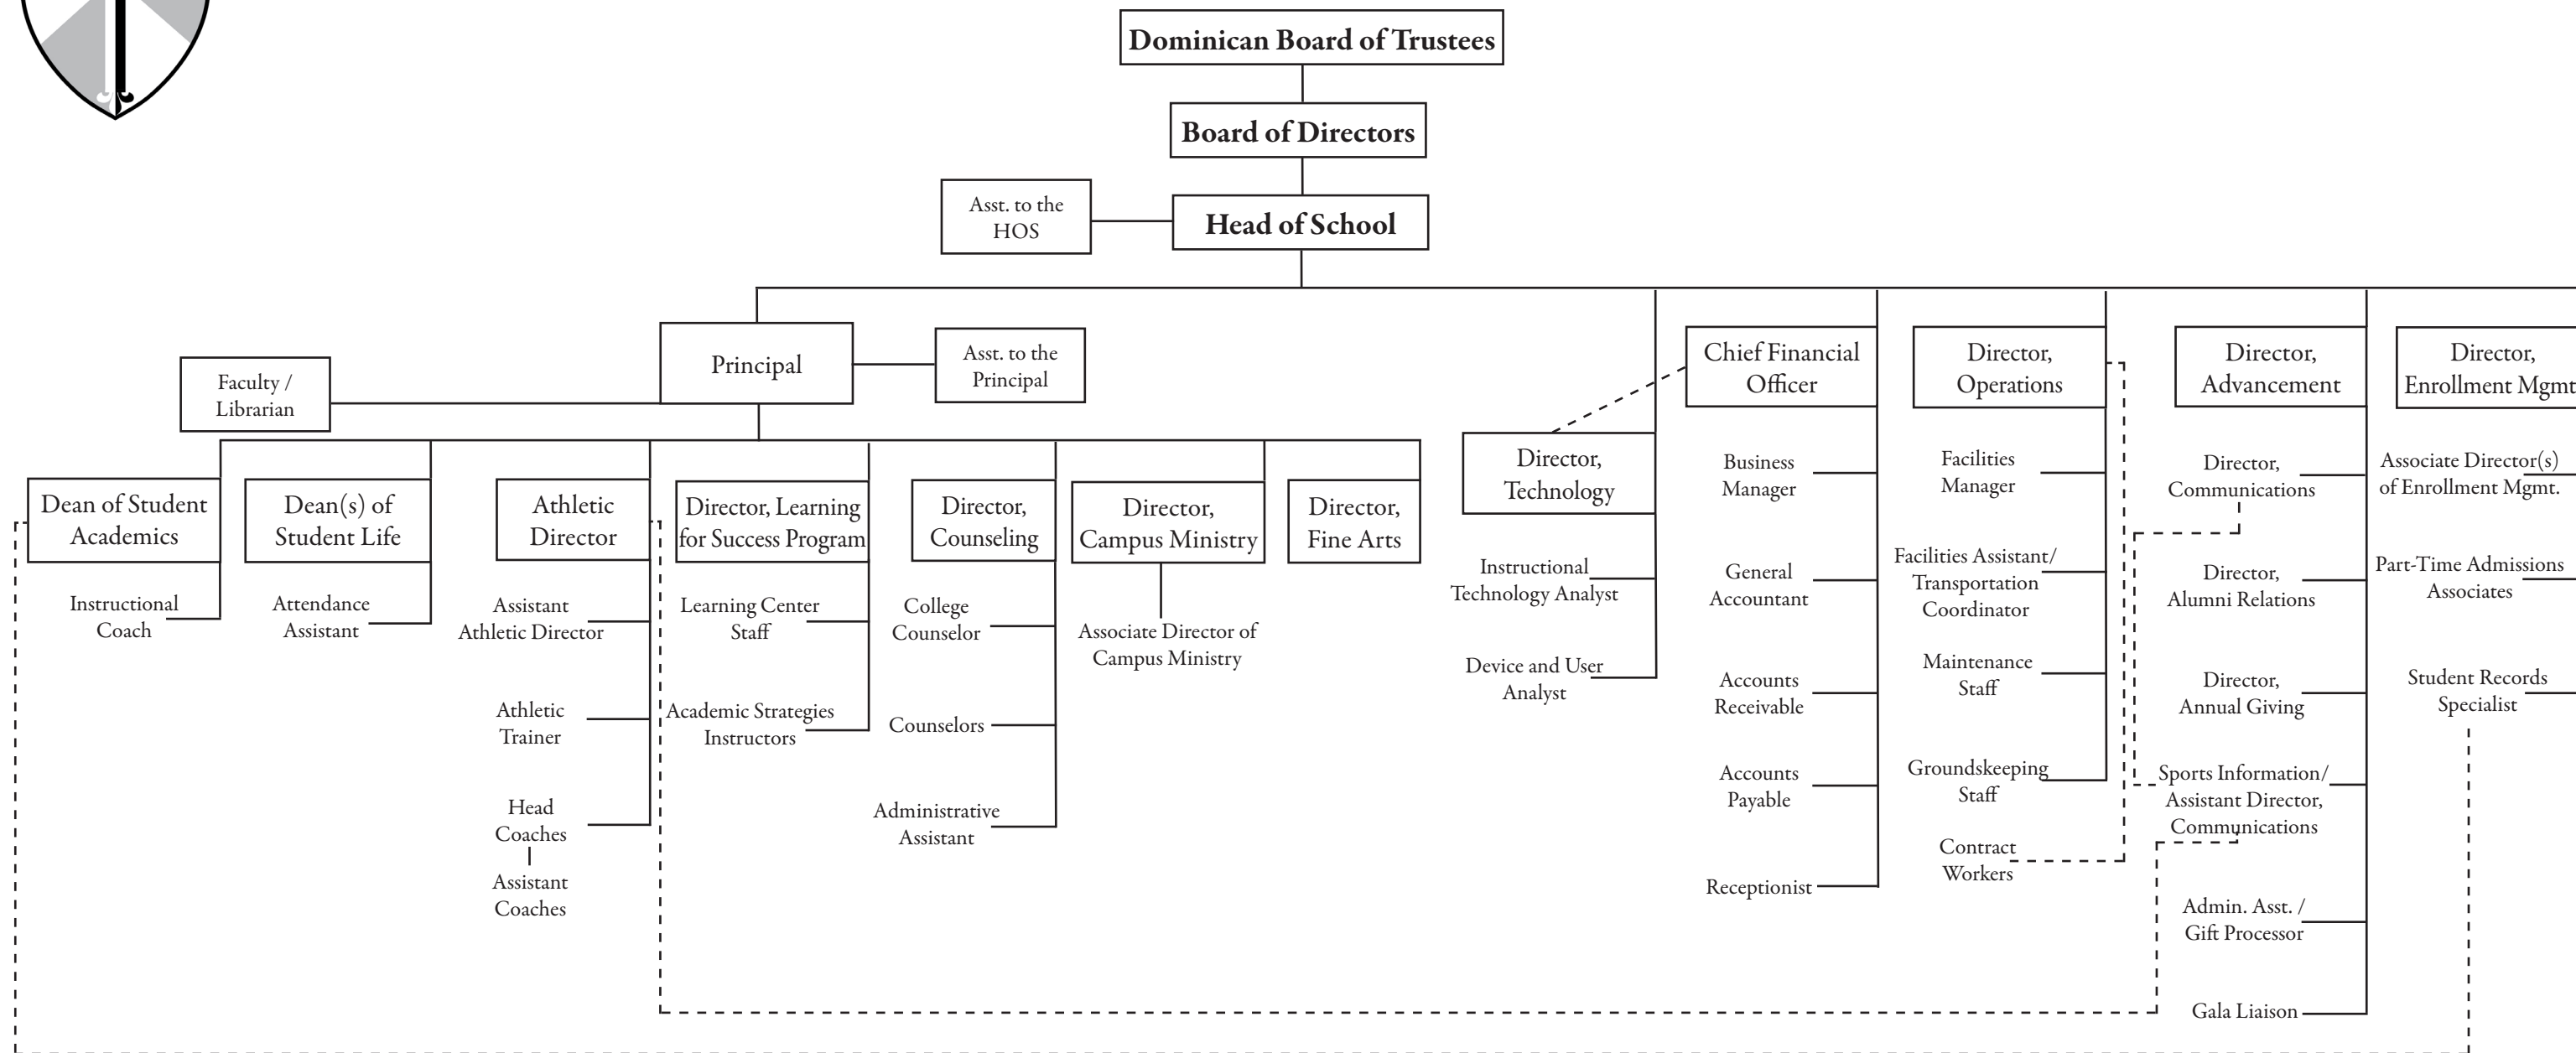 Dominican Board of Trustees
Board of Directors
Asst. to the
HOS
Head of School
Principal
Asst. to the
Principal
Faculty /
Librarian
Dean of Student
Academics
Instructional
Coach
Dean(s) of
Student Life
Attendance
Assistant
Athletic
Director
Assistant
Athletic Director
Athletic
Trainer
Head
Coaches
Assistant
Coaches
Director, Learning
for Success Program
Learning Center
Staff
Academic Strategies
Instructors
Director,
Counseling
College
Counselor
Counselors
Administrative
Assistant
Director,
Campus Ministry
Associate Director of
Campus Ministry
Director,
Fine Arts
Director,
Technology
Instructional
Technology Analyst
Device and User
Analyst
Chief Financial
Officer
Business
Manager
General
Accountant
Accounts
Receivable
Accounts
Payable
Receptionist
Director,
Operations
Facilities
Manager
Facilities Assistant/
Transportation
Coordinator
Maintenance
Staff
Groundskeeping
Staff
Contract
Workers
Director,
Advancement
Director,
Communications
Director,
Alumni Relations
Director,
Annual Giving
Sports Information/
Assistant Director,
Communications
Admin. Asst. /
Gift Processor
Gala Liaison
Director,
Enrollment Mgmt
Associate Director(s)
of Enrollment Mgmt.
Part-Time Admissions
Associates
Student Records
Specialist